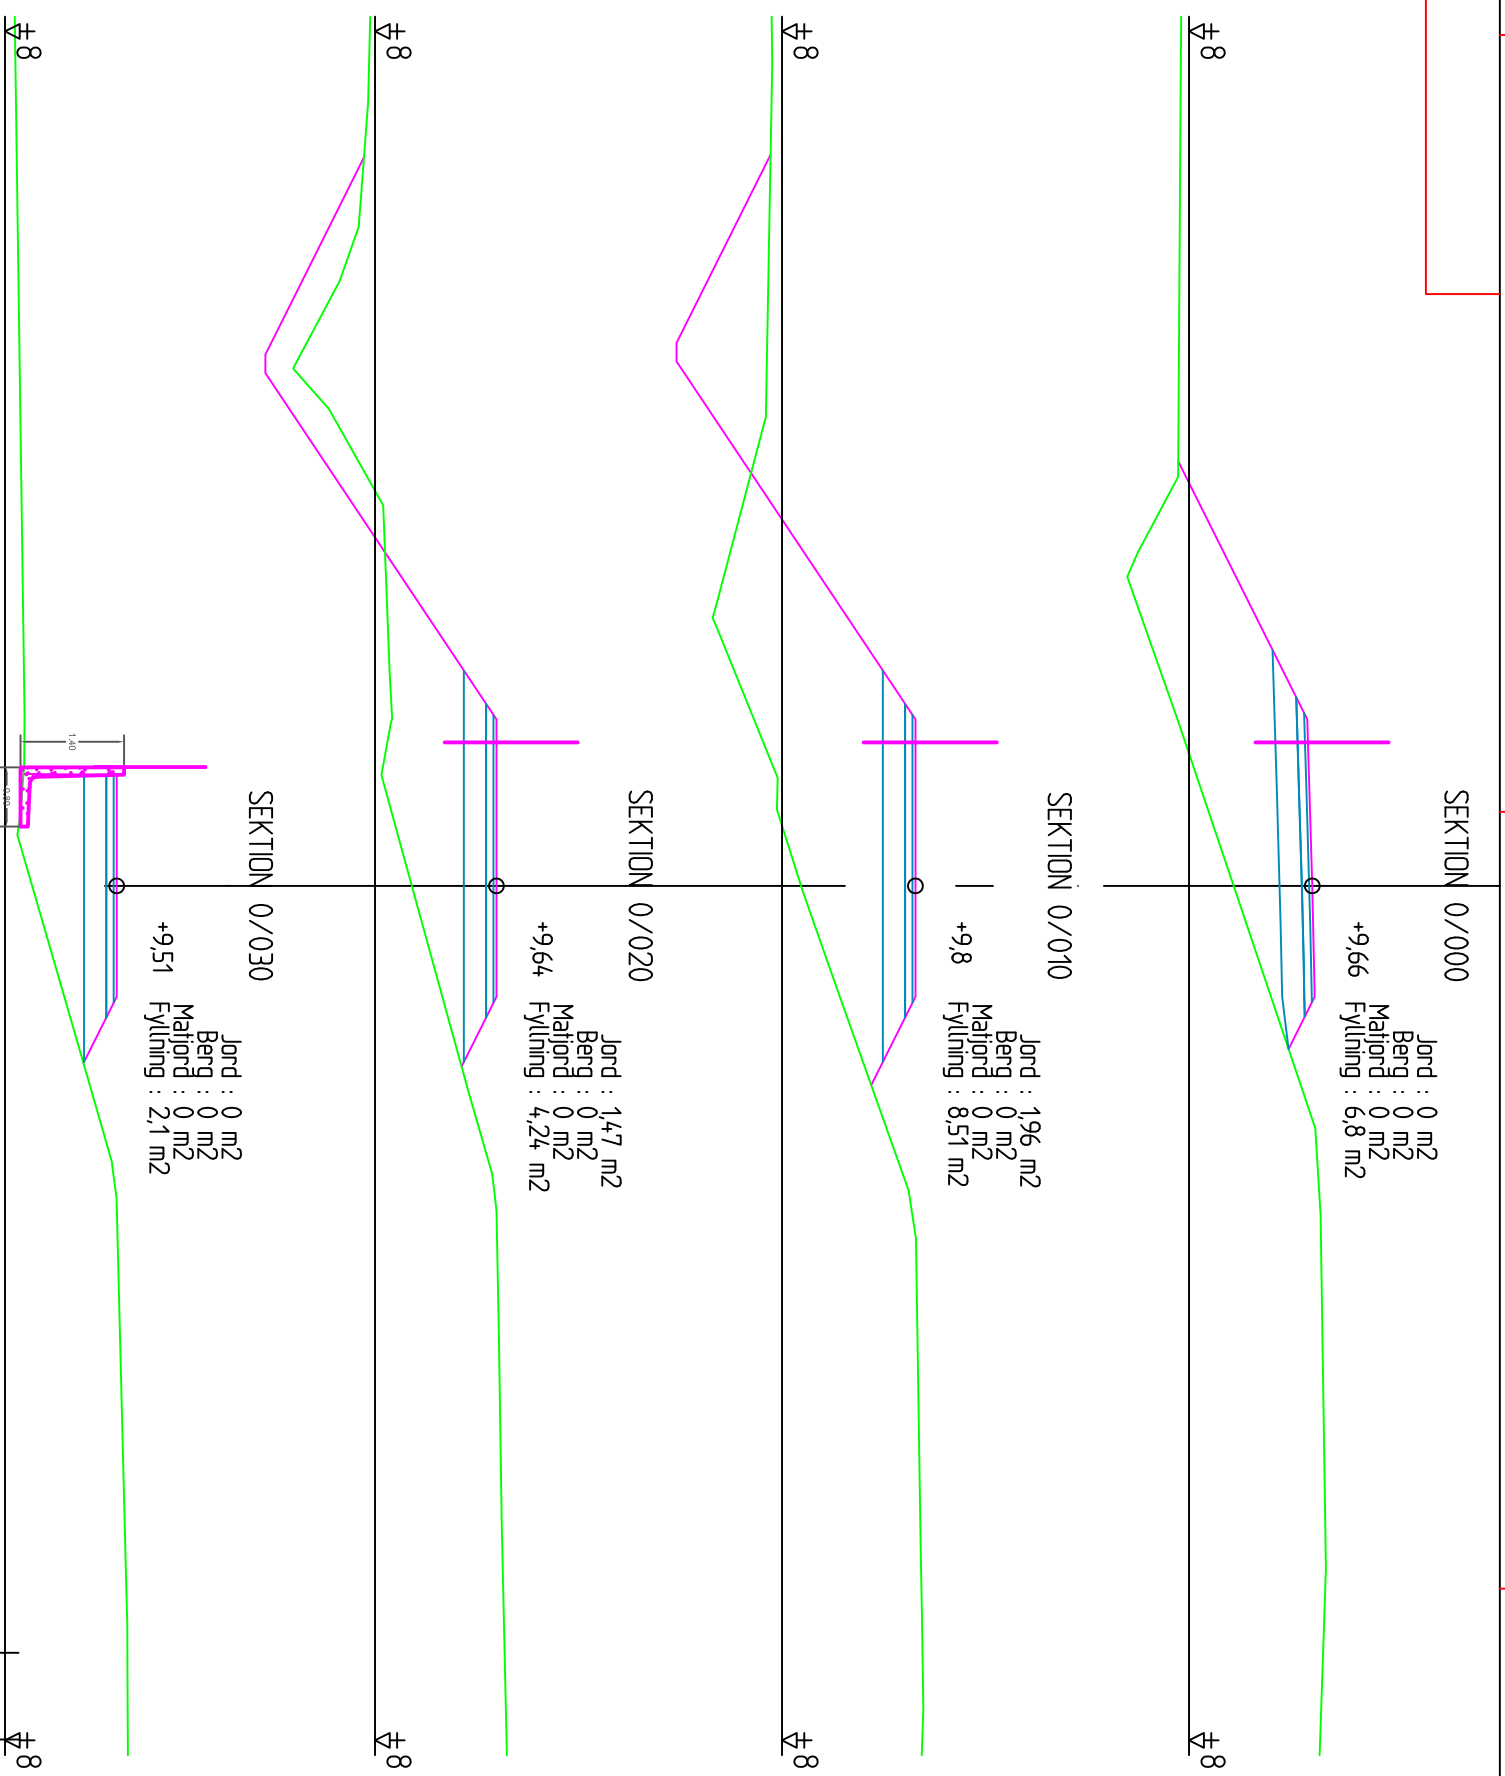 +8
+8
SEKTION 0/000
+9,66
Jord : 0 m2
Berg : 0 m2
Matjord : 0 m2
Fyllning : 6,8 m2
+8
+8
SEKTION 0/010
+9,8
Jord : 1,96 m2
Berg : 0 m2
Matjord : 0 m2
Fyllning : 8,51 m2
+8
+8
SEKTION 0/020
+9,64
Jord : 1,47 m2
Berg : 0 m2
Matjord : 0 m2
Fyllning : 4,24 m2
+8
+8
SEKTION 0/030
+9,51
Jord : 0 m2
Berg : 0 m2
Matjord : 0 m2
Fyllning : 2,1 m2
1.40
0.80